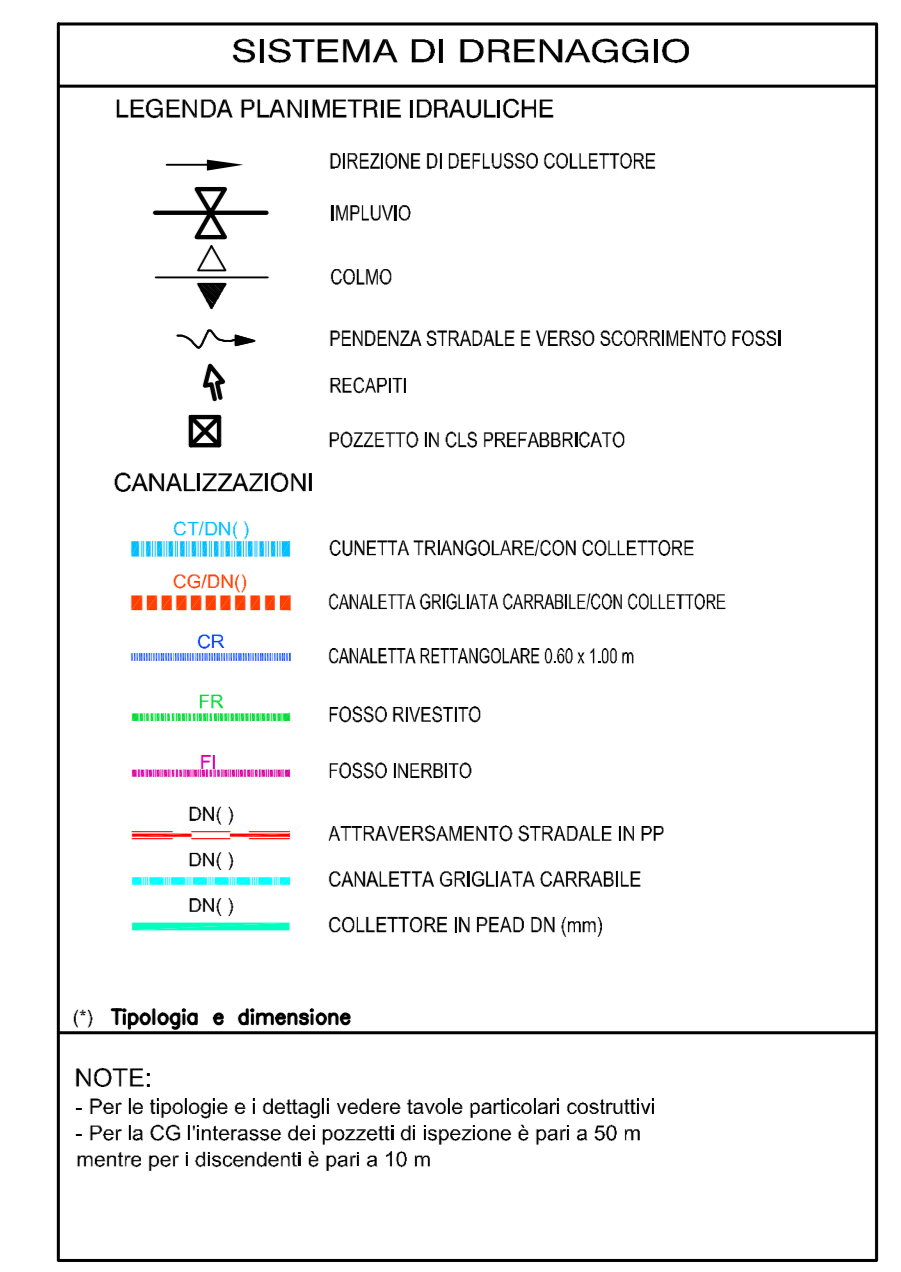 SISTEMA DI DRENAGGIO
LEGENDA PLANIMETRIE IDRAULICHE
DIREZIONE DI DEFLUSSO COLLETTORE
IMPLUVIO
COLMO
PENDENZA STRADALE E VERSO SCORRIMENTO FOSSI
RECAPITI
POZZETTO IN CLS PREFABBRICATO
CANALIZZAZIONI
CT/DN( )
CUNETTA TRIANGOLARE/CON COLLETTORE
CG/DN()
CANALETTA GRIGLIATA CARRABILE/CON COLLETTORE
CR
CANALETTA RETTANGOLARE 0.60 x 1.00 m
FR
FOSSO RIVESTITO
FI
FOSSO INERBITO
DN( )
ATTRAVERSAMENTO STRADALE IN PP
DN( )
CANALETTA GRIGLIATA CARRABILE
DN( )
COLLETTORE IN PEAD DN (mm)
(*) Tipologia e dimensione
NOTE:
- Per le tipologie e i dettagli vedere tavole particolari costruttivi
- Per la CG l'interasse dei pozzetti di ispezione è pari a 50 m
mentre per i discendenti è pari a 10 m